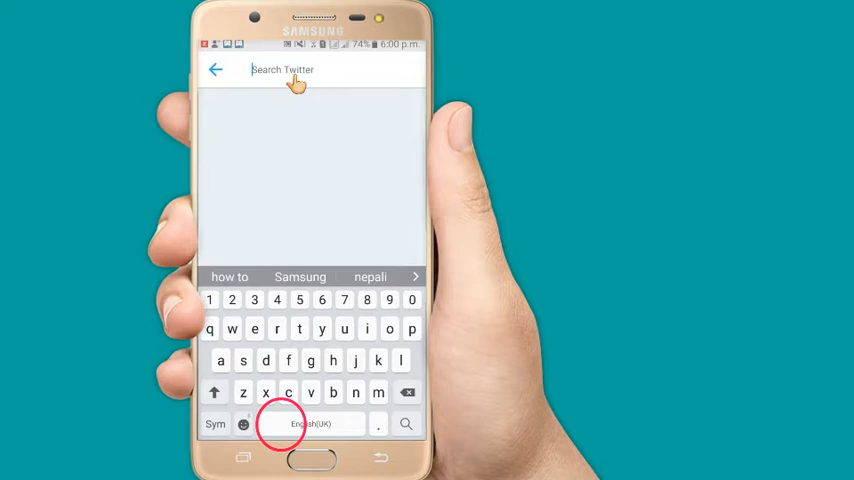 SAMSUNG
74% 6:00 p.m.
Search Twitter
how to Samsung nepali
1 2 3 4 5 6 7 8 9 0
q w e r t y u i o p
a s d f g h j k l
z x c v b n m
Sym English(UK) .